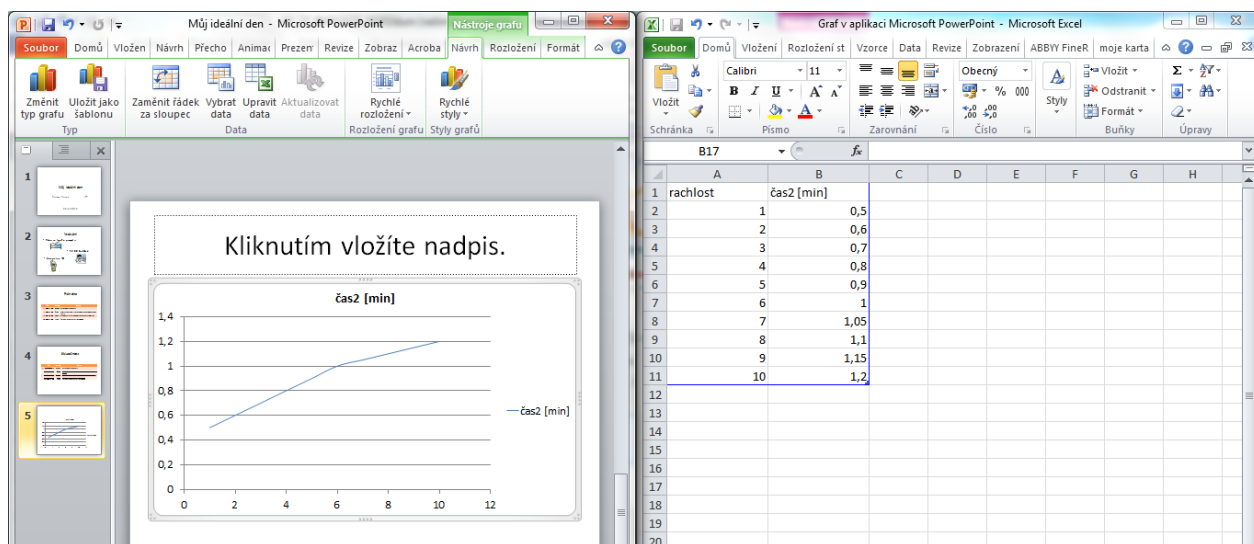 Můj ideální den - Microsoft PowerPoint
Nástroje grafu
Soubor Domů Vložen Návrh Přecho Animac Prezen Revize Zobraz Acroba Návrh Rozložení Formát
Změnit typ grafu
Uložit jako šablonu
Zaměnit řádek za sloupec
Vybrat data
Upravit data
Aktualizovat data
Rychlé rozložení
Rychlé styly
Typ
Data
Rozložení grafu
Styly grafů
1
2
3
4
5
Kliknutím vložíte nadpis.
čas2 [min]
1,4
1,2
1
0,8
0,6
0,4
0,2
0
0 2 4 6 8 10 12
čas2 [min]
Graf v aplikaci Microsoft PowerPoint - Microsoft Excel
Soubor Domů Vložení Rozložení st Vzorce Data Revize Zobrazení ABBYY FineR moje karta
Vložit
Calibri 11
B I U A A
Obecný
% 000
Styly
Vložit
Odstranit
Formát
Schránka Písmo Zarovnání Číslo Buňky Úpravy
B17 fx
A B C D E F G H
1 rachlost čas2 [min]
2 1 0,5
3 2 0,6
4 3 0,7
5 4 0,8
6 5 0,9
7 6 1
8 7 1,05
9 8 1,1
10 9 1,15
11 10 1,2
12
13
14
15
16
17
18
19
20